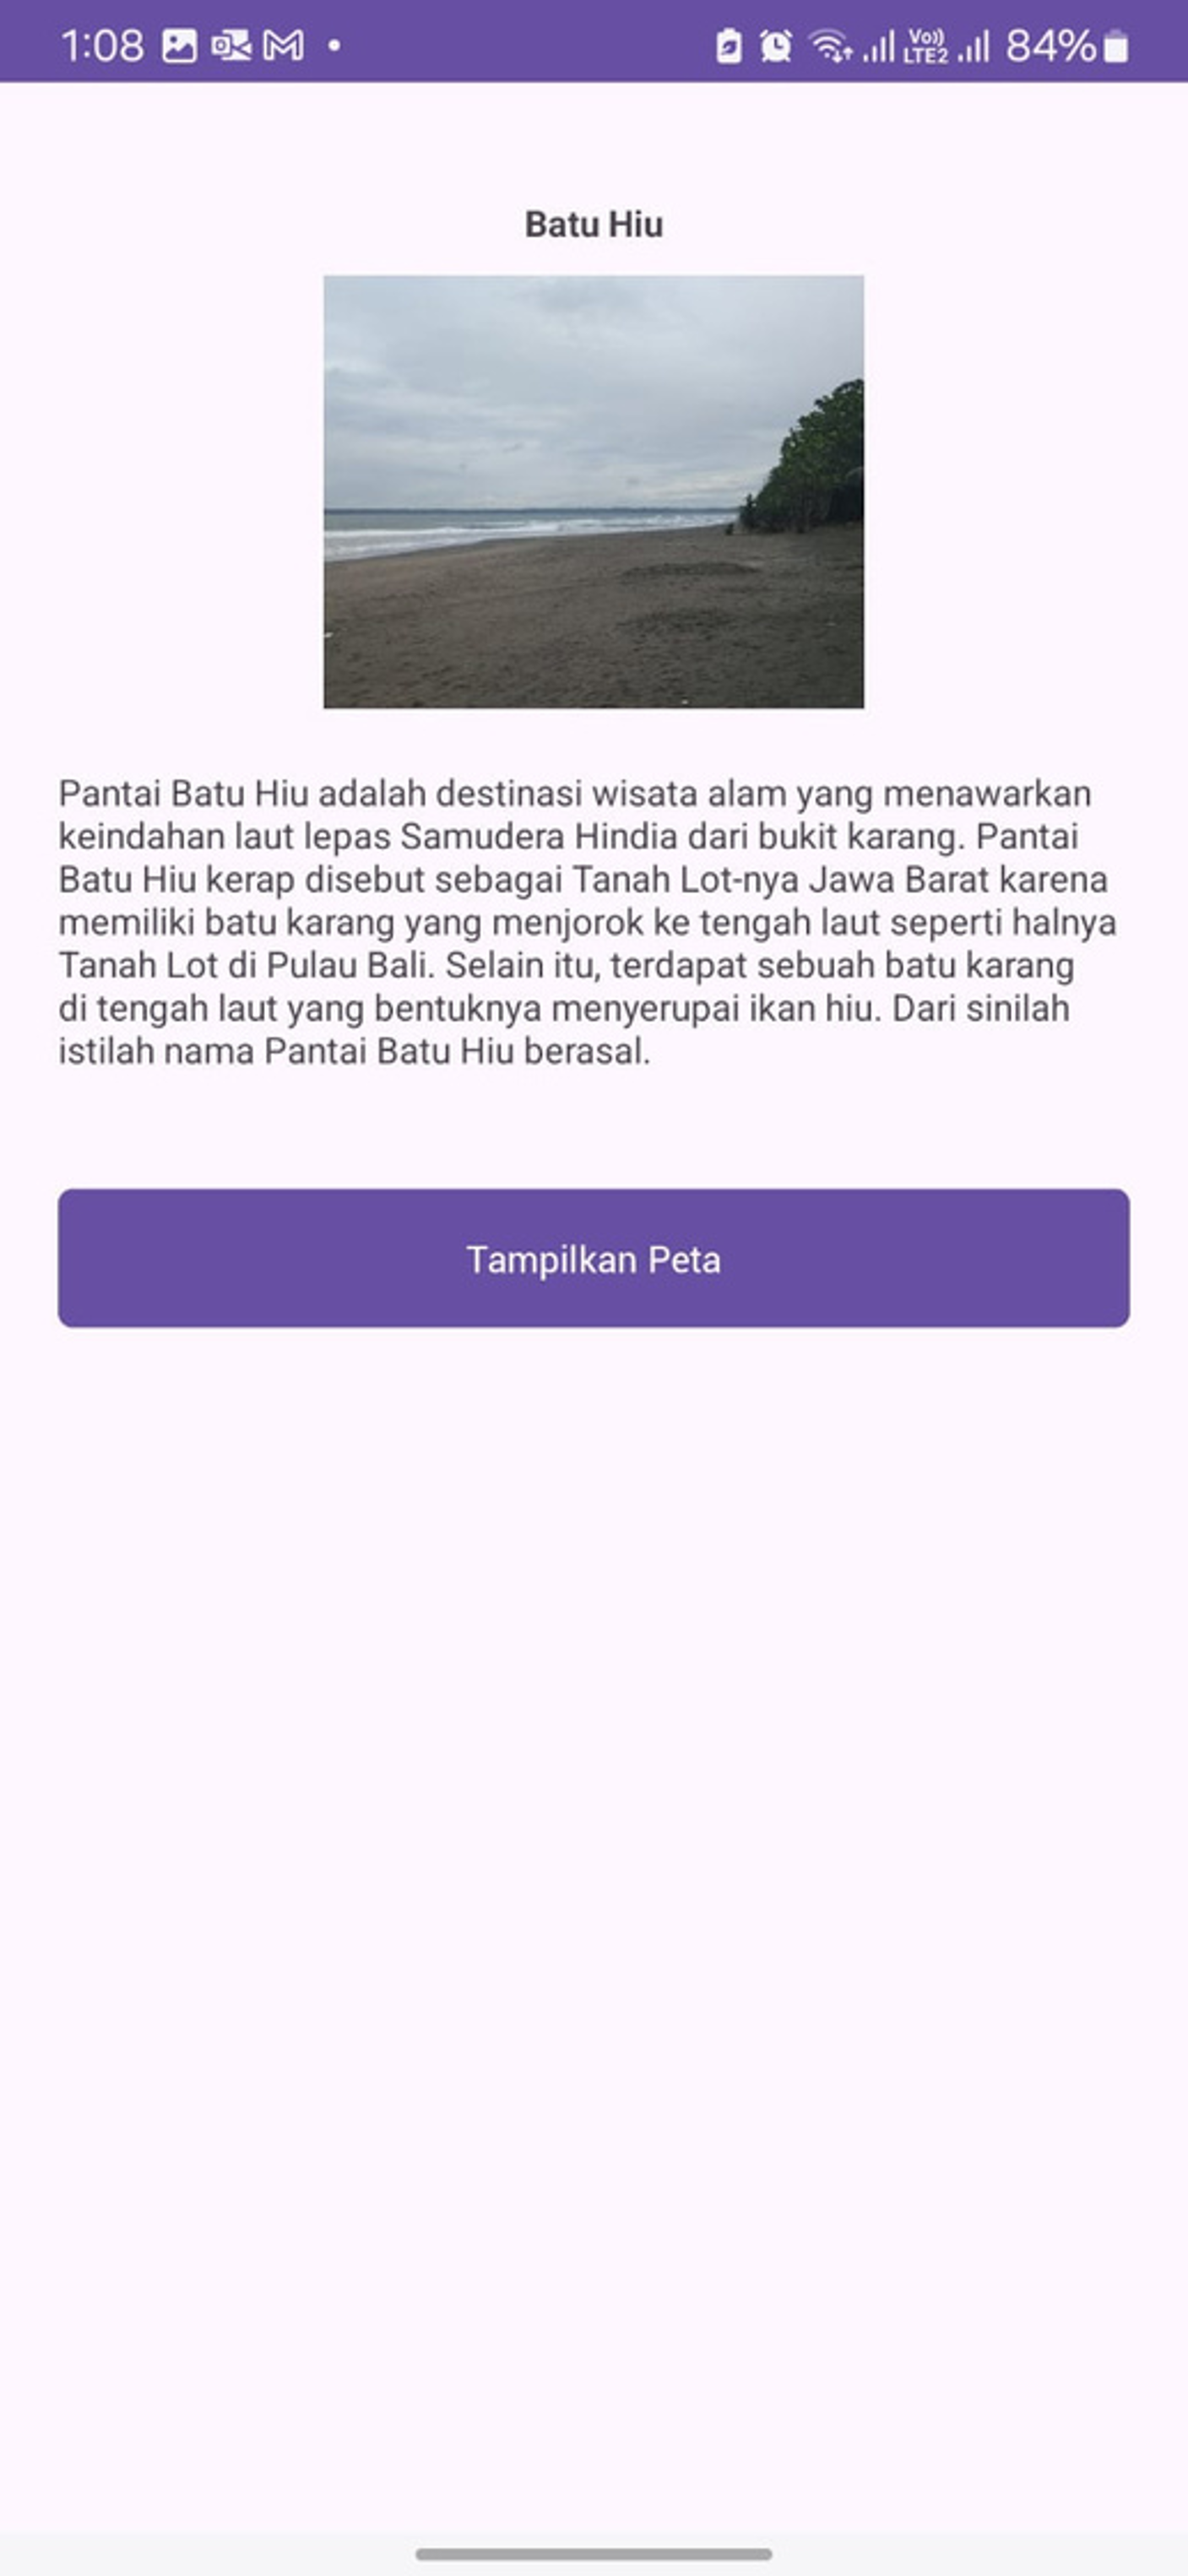 1:08
Vo))
LTE2
84%
Batu Hiu
Pantai Batu Hiu adalah destinasi wisata alam yang menawarkan
keindahan laut lepas Samudera Hindia dari bukit karang. Pantai
Batu Hiu kerap disebut sebagai Tanah Lot-nya Jawa Barat karena
memiliki batu karang yang menjorok ke tengah laut seperti halnya
Tanah Lot di Pulau Bali. Selain itu, terdapat sebuah batu karang
di tengah laut yang bentuknya menyerupai ikan hiu. Dari sinilah
istilah nama Pantai Batu Hiu berasal.
Tampilkan Peta